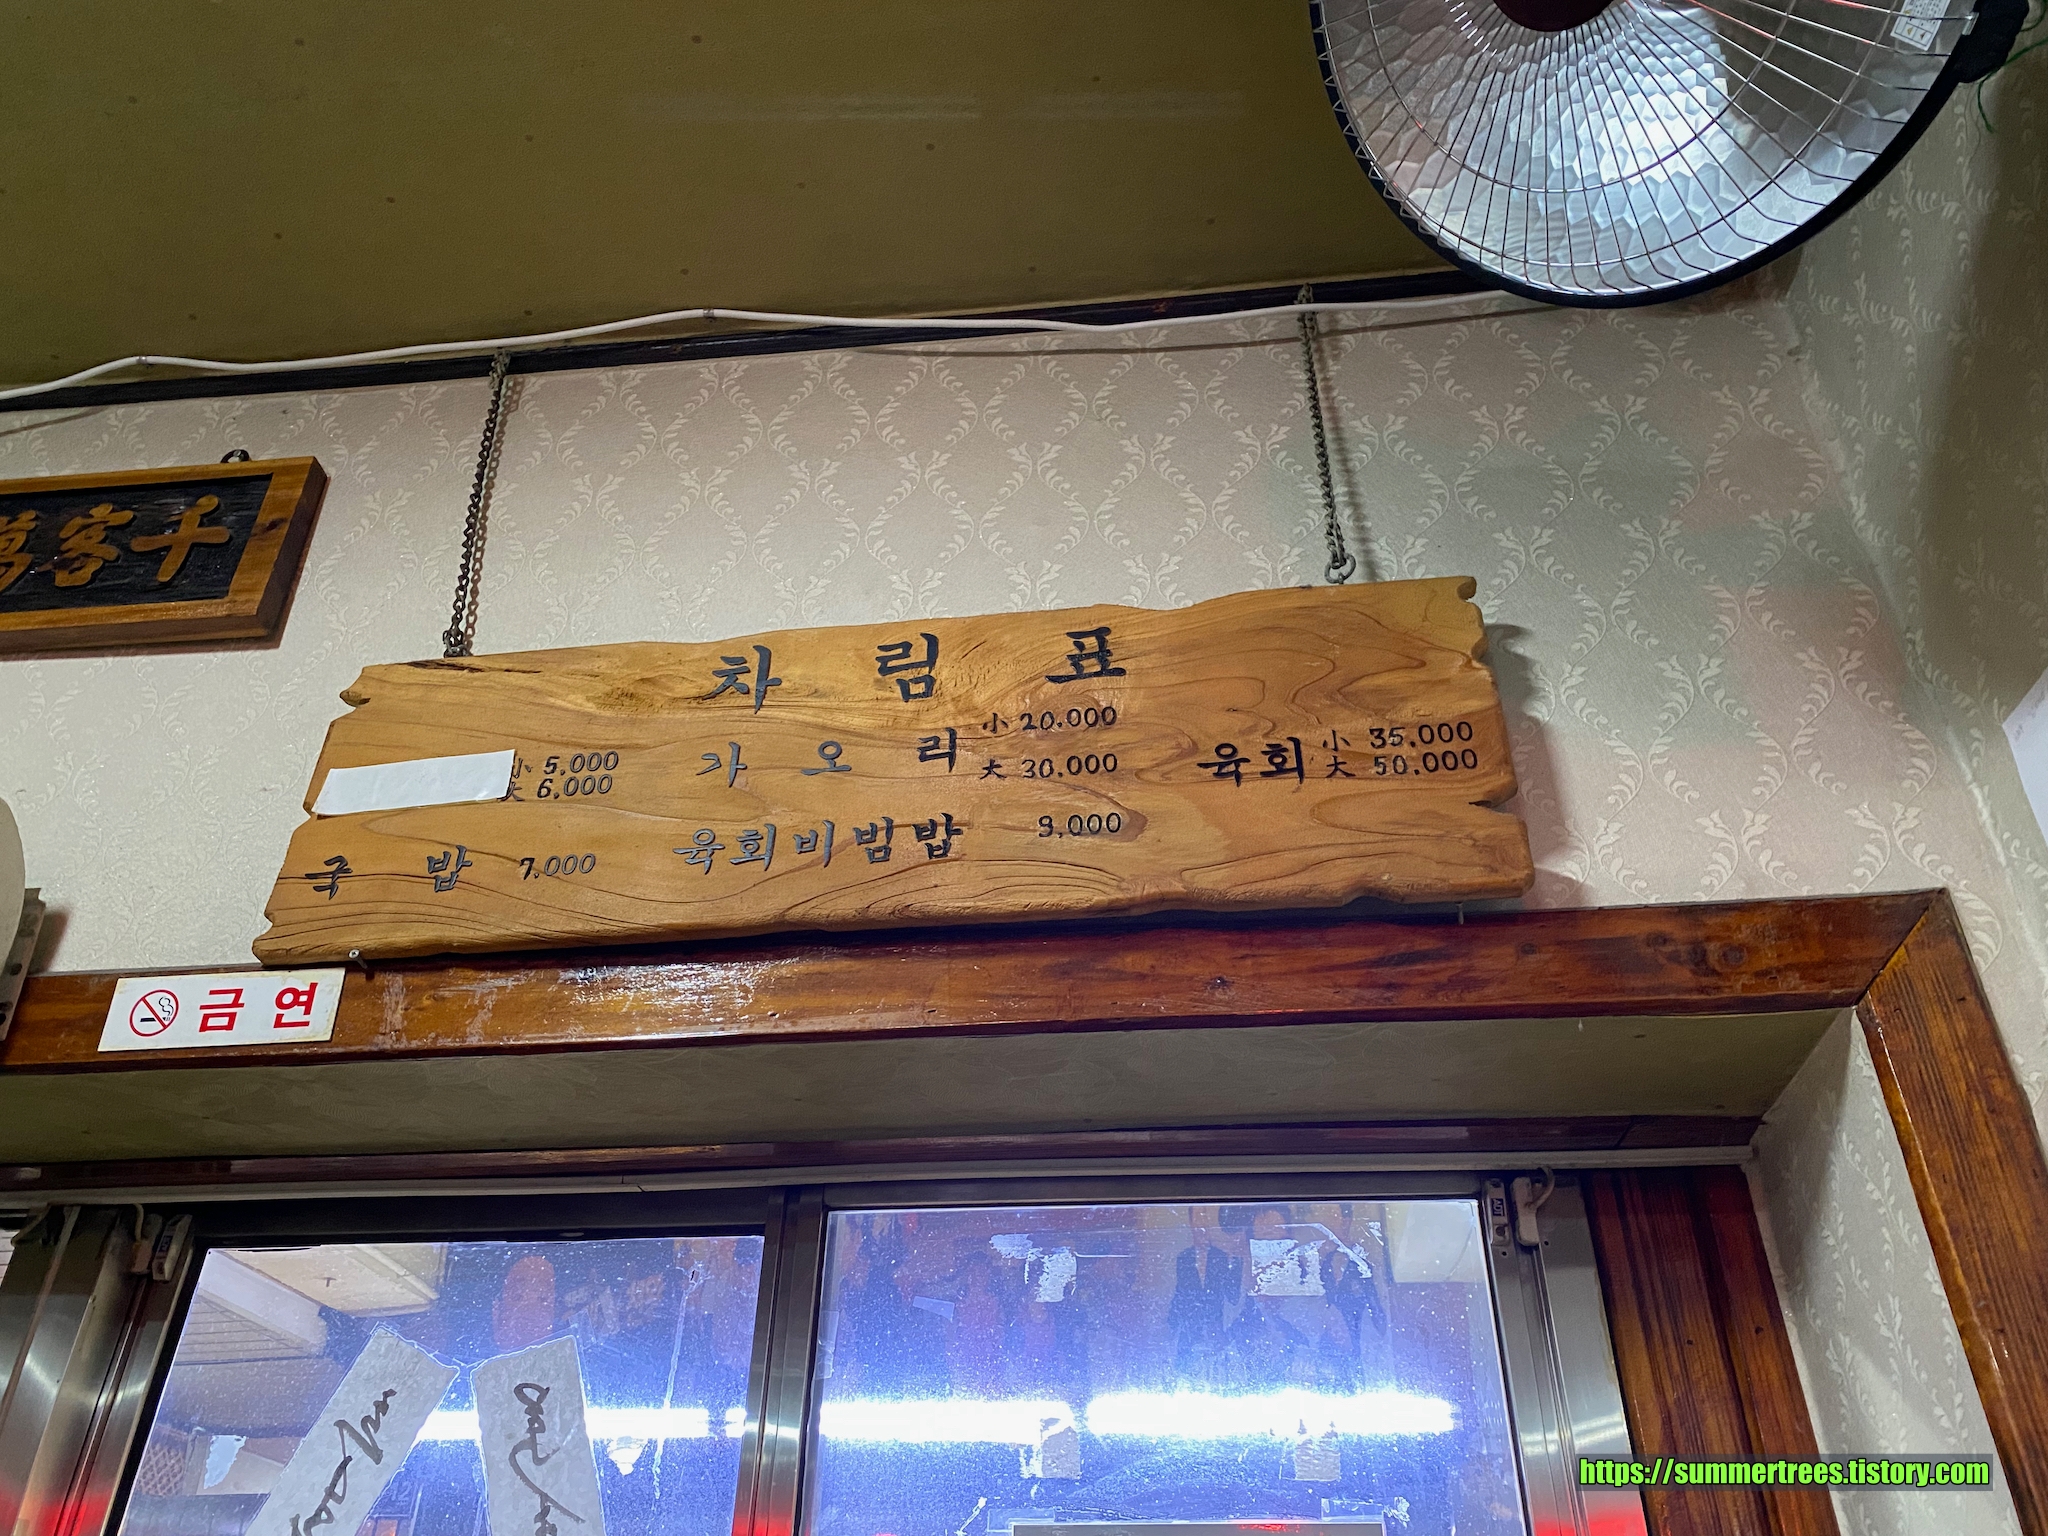 萬客千
차 림 표
小 5,000
大 6,000
가 오 리 小 20.000
大 30.000
육회 小 35.000
大 50.000
국 밥 7.000
육회비빔밥 9,000
금 연
https://summertrees.tistory.com